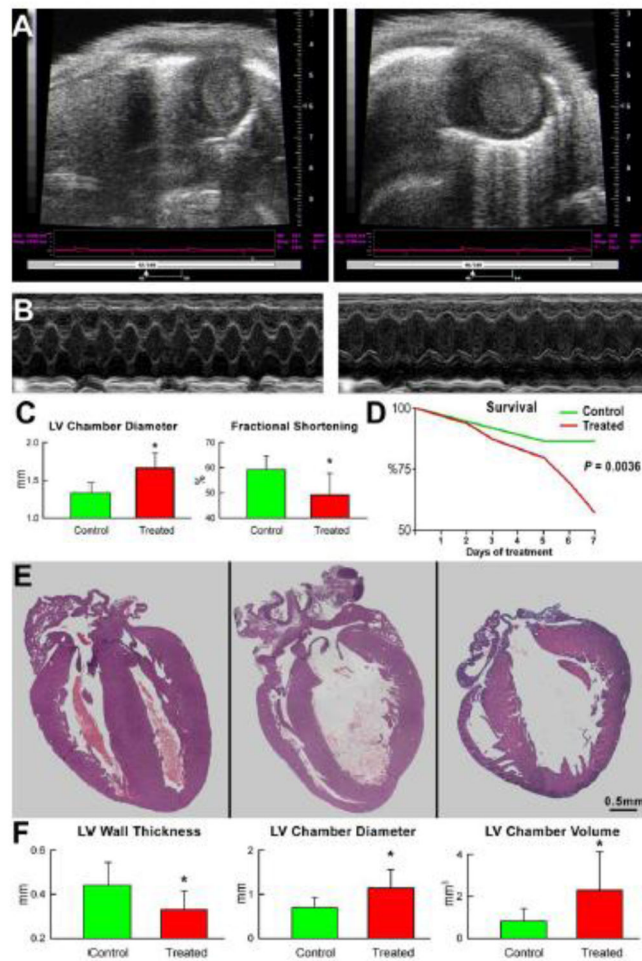 A
B
C
LV Chamber Diameter
Fractional Shortening
2.0
1.5
1.0
mm
*
Control
Treated
70
60
50
40
%
*
Control
Treated
D
Survival
Control
Treated
100
%75
50
P = 0.0036
1 2 3 4 5 6 7
Days of treatment
E
0.5mm
F
LV Wall Thickness
LV Chamber Diameter
LV Chamber Volume
0.6
0.4
0.2
mm
*
Control
Treated
2
1
0
mm
*
Control
Treated
4
2
0
mm³
*
Control
Treated